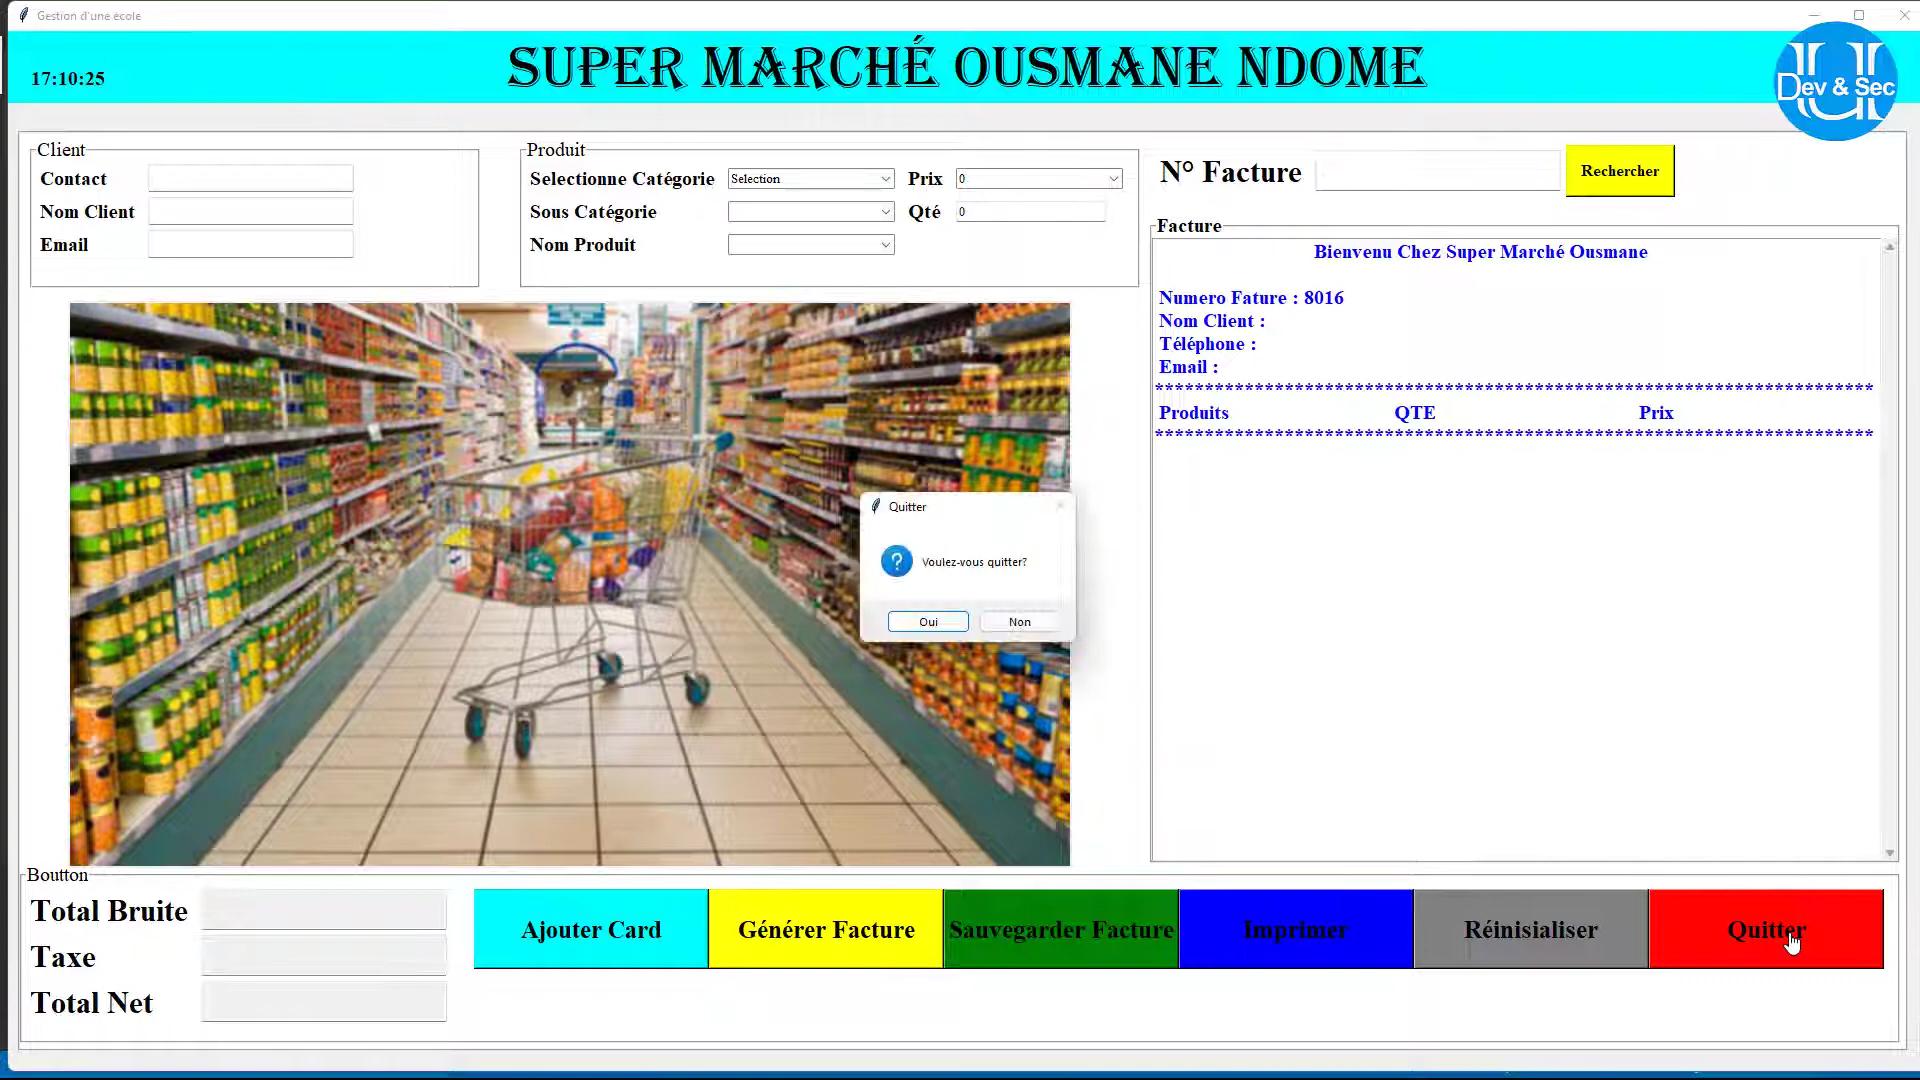 Gestion d'une école
17:10:25
SUPER MARCHÉ OUSMANE NDOME
U
Dev & Sec
Client
Contact
Nom Client
Email
Produit
Selectionne Catégorie
Selection
Prix
0
Sous Catégorie
Qté
0
Nom Produit
N° Facture
Rechercher
Facture
Bienvenu Chez Super Marché Ousmane
Numero Fature : 8016
Nom Client :
Téléphone :
Email :
Produits QTE Prix
Quitter
Voulez-vous quitter?
Oui
Non
Boutton
Total Bruite
Taxe
Total Net
Ajouter Card
Générer Facture
Sauvegarder Facture
Imprimer
Réinisialiser
Quitter